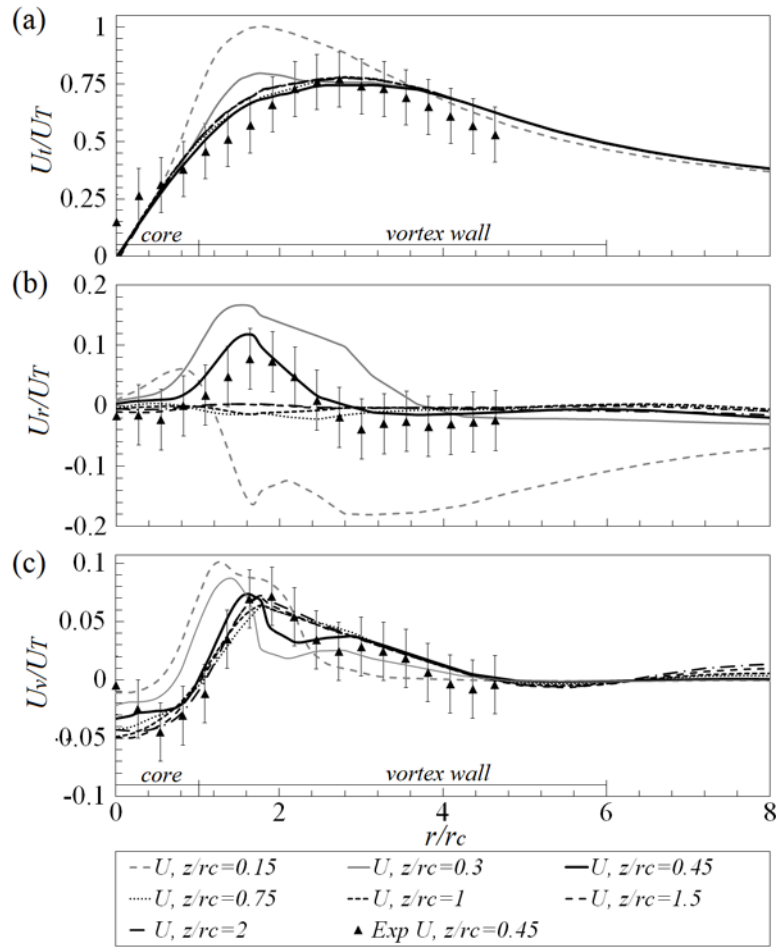 (a)
1
0.75
0.5
0.25
0
Ut/UT
core
vortex wall
(b)
0.2
0.1
0
-0.1
-0.2
Ur/UT
(c)
0.1
0.05
0
-0.05
-0.1
Uv/UT
core
vortex wall
0 2 4 6 8
r/rc
U, z/rc=0.15 U, z/rc=0.3 U, z/rc=0.45
U, z/rc=0.75 U, z/rc=1 U, z/rc=1.5
U, z/rc=2 Exp U, z/rc=0.45